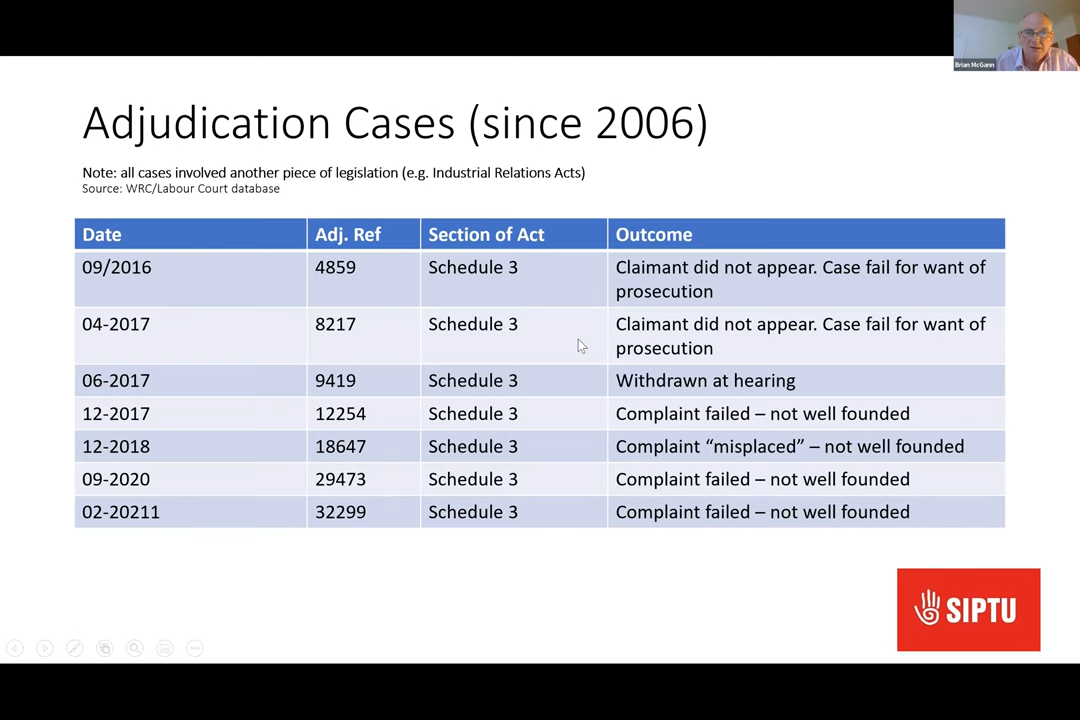 Brian McGann
Adjudication Cases (since 2006)
Note: all cases involved another piece of legislation (e.g. Industrial Relations Acts)
Source: WRC/Labour Court database
Date Adj. Ref Section of Act Outcome
09/2016 4859 Schedule 3 Claimant did not appear. Case fail for want of
prosecution
04-2017 8217 Schedule 3 Claimant did not appear. Case fail for want of
prosecution
06-2017 9419 Schedule 3 Withdrawn at hearing
12-2017 12254 Schedule 3 Complaint failed – not well founded
12-2018 18647 Schedule 3 Complaint “misplaced” – not well founded
09-2020 29473 Schedule 3 Complaint failed – not well founded
02-20211 32299 Schedule 3 Complaint failed – not well founded
SIPTU